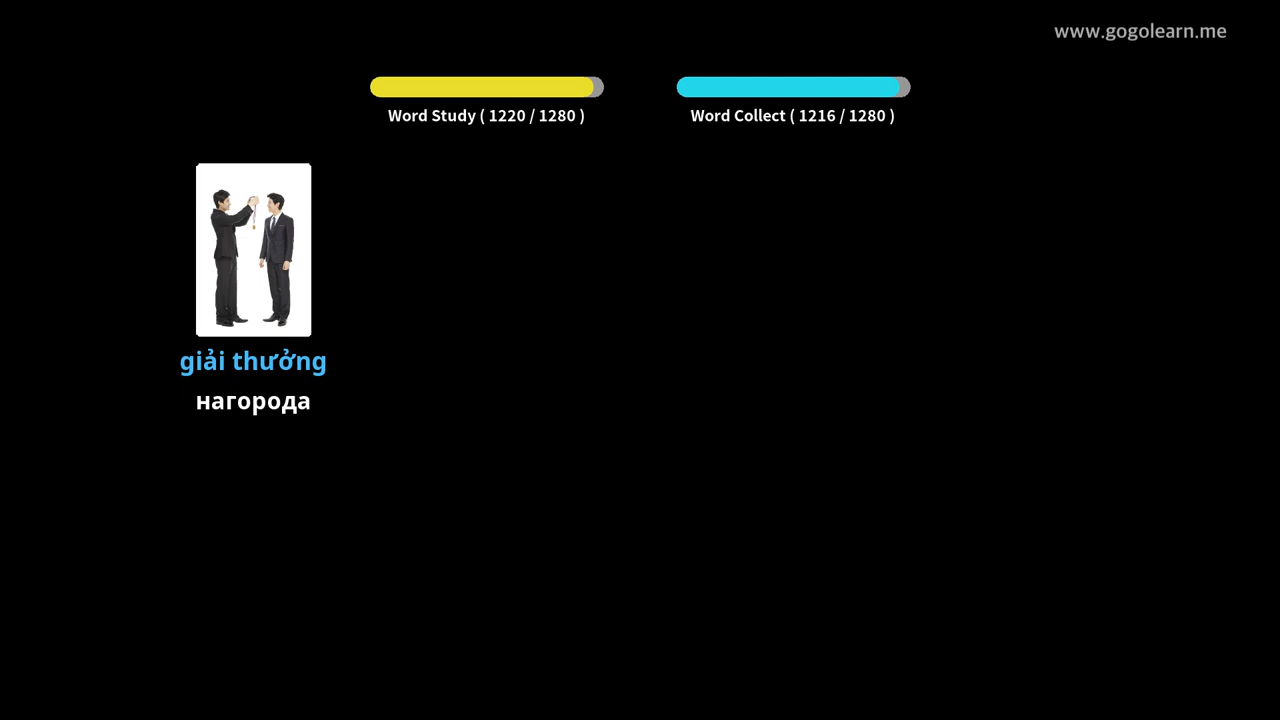 www.gogolearn.me
Word Study ( 1220 / 1280 )
Word Collect ( 1216 / 1280 )
giải thưởng
нагорода